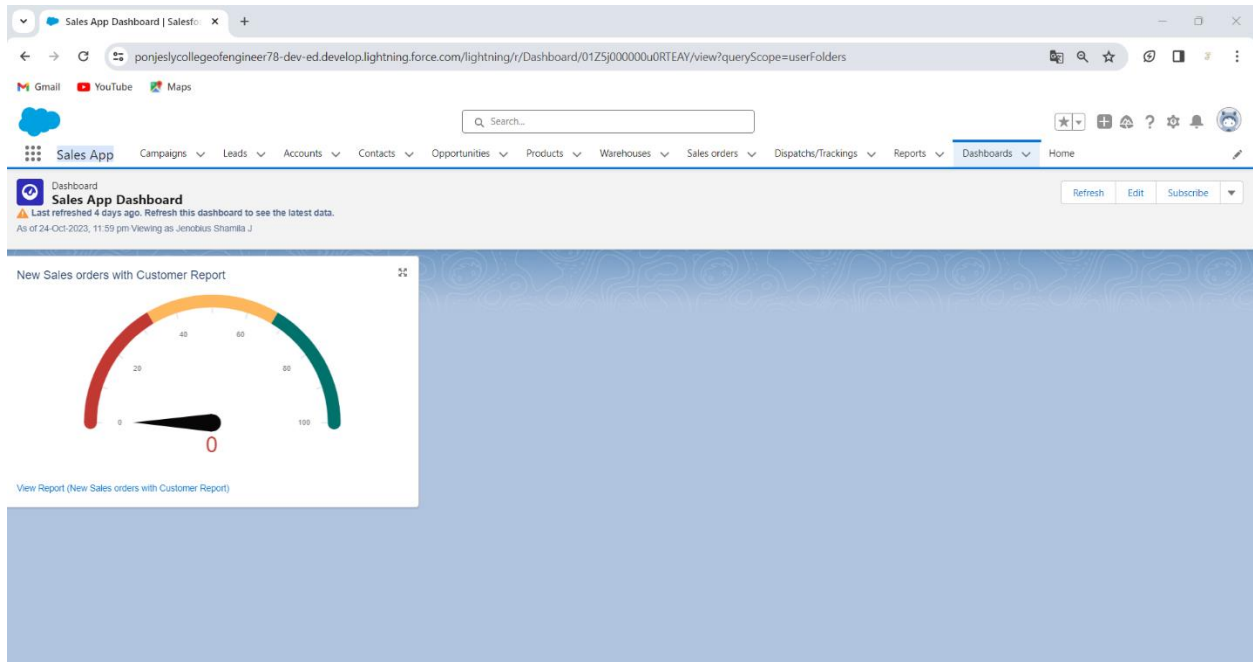 Sales App Dashboard | Salesfo
ponjeslycollegeofengineer78-dev-ed.develop.lightning.force.com/lightning/r/Dashboard/01Z5j000000u0RTEAY/view?queryScope=userFolders
Gmail YouTube Maps
Search...
Sales App Campaigns Leads Accounts Contacts Opportunities Products Warehouses Sales orders Dispatchs/Trackings Reports Dashboards Home
Dashboard
Sales App Dashboard
Last refreshed 4 days ago. Refresh this dashboard to see the latest data.
As of 24-Oct-2023, 11:59 pm Viewing as Jenobius Shamila J
Refresh Edit Subscribe
New Sales orders with Customer Report
40 60
20 80
0 100
0
View Report (New Sales orders with Customer Report)